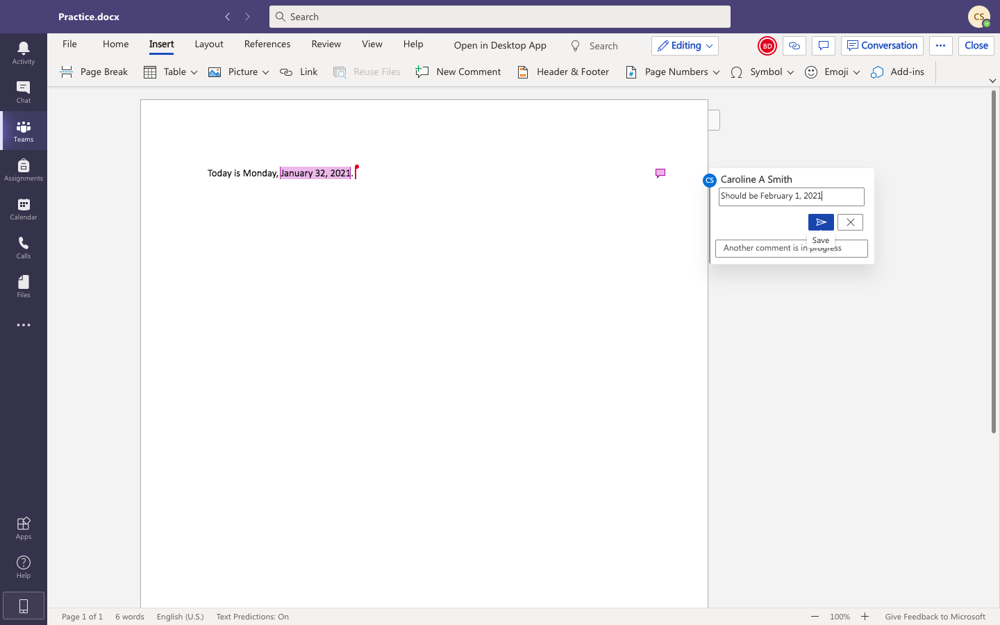 Practice.docx
Search
CS
Activity
Chat
Teams
Assignments
Calendar
Calls
Files
Apps
Help
File Home Insert Layout References Review View Help Open in Desktop App Search Editing BD Conversation Close
Page Break Table Picture Link Reuse Files New Comment Header & Footer Page Numbers Symbol Emoji Add-ins
Today is Monday, January 32, 2021.
CS Caroline A Smith
Should be February 1, 2021
Save
Another comment is in progress
Page 1 of 1 6 words English (U.S.) Text Predictions: On 100% Give Feedback to Microsoft